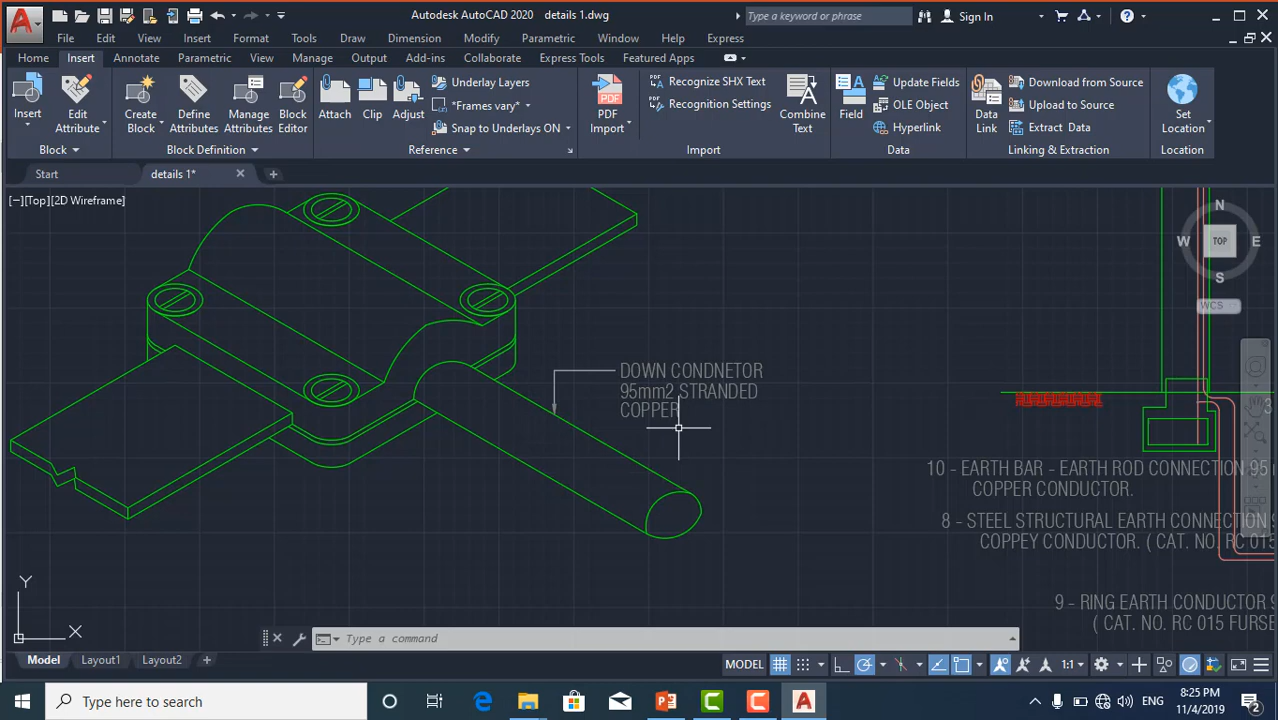 Autodesk AutoCAD 2020 details 1.dwg
Type a keyword or phrase
Sign In
File Edit View Insert Format Tools Draw Dimension Modify Parametric Window Help Express
Home Insert Annotate Parametric View Manage Output Add-ins Collaborate Express Tools Featured Apps
Insert
Edit
Attribute
Block
Create
Block
Define
Attributes
Manage
Attributes
Block
Editor
Block Definition
Attach
Clip
Adjust
Underlay Layers
*Frames vary*
Snap to Underlays ON
Reference
PDF
PDF
Import
Recognize SHX Text
Recognition Settings
Combine
Text
Import
Field
Update Fields
OLE Object
Hyperlink
Data
Data
Link
Download from Source
Upload to Source
Extract Data
Linking & Extraction
Set
Location
Location
Start
details 1*
[−][Top][2D Wireframe]
N
W TOP E
S
WCS
DOWN CONDNETOR
95mm2 STRANDED
COPPER
3
10 - EARTH BAR - EARTH ROD CONNECTION 95
COPPER CONDUCTOR.
8 - STEEL STRUCTURAL EARTH CONNECTION
COPPEY CONDUCTOR. ( CAT. NO. RC 015
9 - RING EARTH CONDUCTOR 9
( CAT. NO. RC 015 FURSE
Y
X
Type a command
Model Layout1 Layout2
MODEL
1:1
Type here to search
ENG
8:25 PM
11/4/2019
2